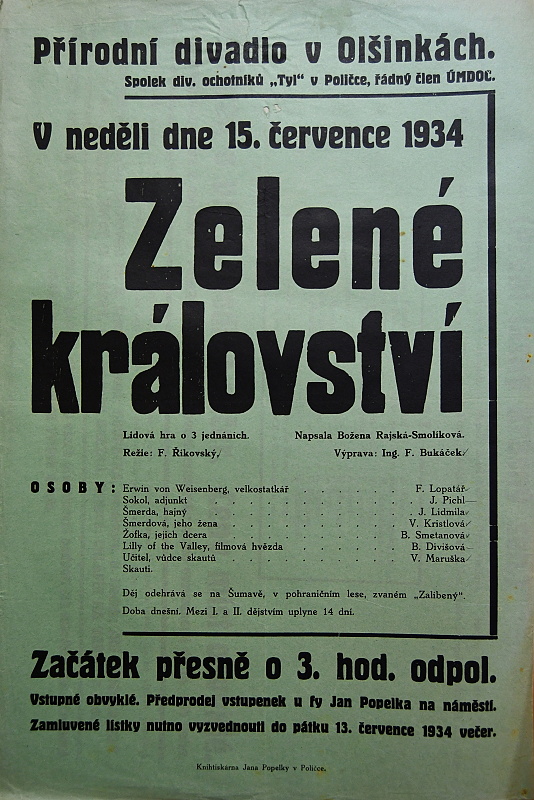 Přírodní divadlo v Olšinkách.
Spolek div. ochotníků „Tyl" v Poličce, řádný člen ÚMDOČ.
V neděli dne 15. července 1934
Zelené
království
Lidová hra o 3 jednáních. Napsala Božena Rajská-Smolíková.
Režie: F. Řikovský. Výprava: Ing. F. Bukáček.
OSOBY: Erwin von Weisenberg, velkostatkář . . . . . . F. Lopatář
Sokol, adjunkt . . . . . . . . . . J. Pichl
Šmerda, hajný . . . . . . . . . . J. Lidmila
Šmerdová, jeho žena . . . . . . . . . V. Kristlová
Žofka, jejich dcera . . . . . . . . . B. Smetanová
Lilly of the Valley, filmová hvězda . . . . . . B. Divišová
Učitel, vůdce skautů . . . . . . . . . V. Maruška
Skauti.
Děj odehrává se na Šumavě, v pohraničním lese, zvaném „Zalíbený".
Doba dnešní. Mezi I. a II. dějstvím uplyne 14 dní.
Začátek přesně o 3. hod. odpol.
Vstupné obvyklé. Předprodej vstupenek u fy Jan Popelka na náměstí.
Zamluvené lístky nutno vyzvednouti do pátku 13. července 1934 večer.
Knihtiskárna Jana Popelky v Poličce.